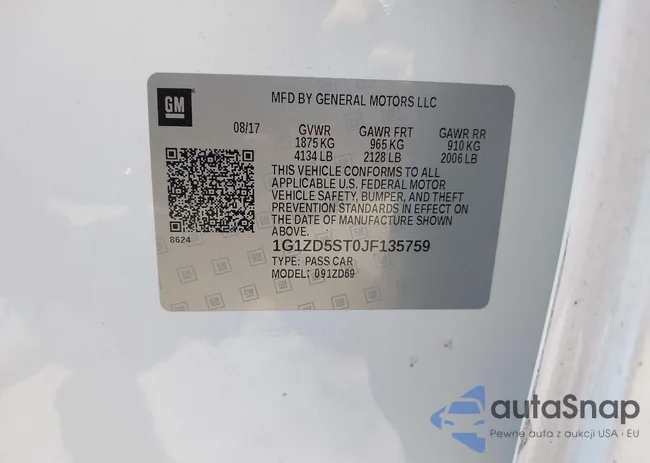 GM
MFD BY GENERAL MOTORS LLC
08/17 GVWR GAWR FRT GAWR RR
1875 KG 965 KG 910 KG
4134 LB 2128 LB 2006 LB
THIS VEHICLE CONFORMS TO ALL
APPLICABLE U.S. FEDERAL MOTOR
VEHICLE SAFETY, BUMPER, AND THEFT
PREVENTION STANDARDS IN EFFECT ON
THE DATE OF MANUFACTURE SHOWN
ABOVE.
8624
1G1ZD5ST0JF135759
TYPE: PASS CAR
MODEL: 091ZD69
autaSnap
Pewne auta z aukcji USA i EU